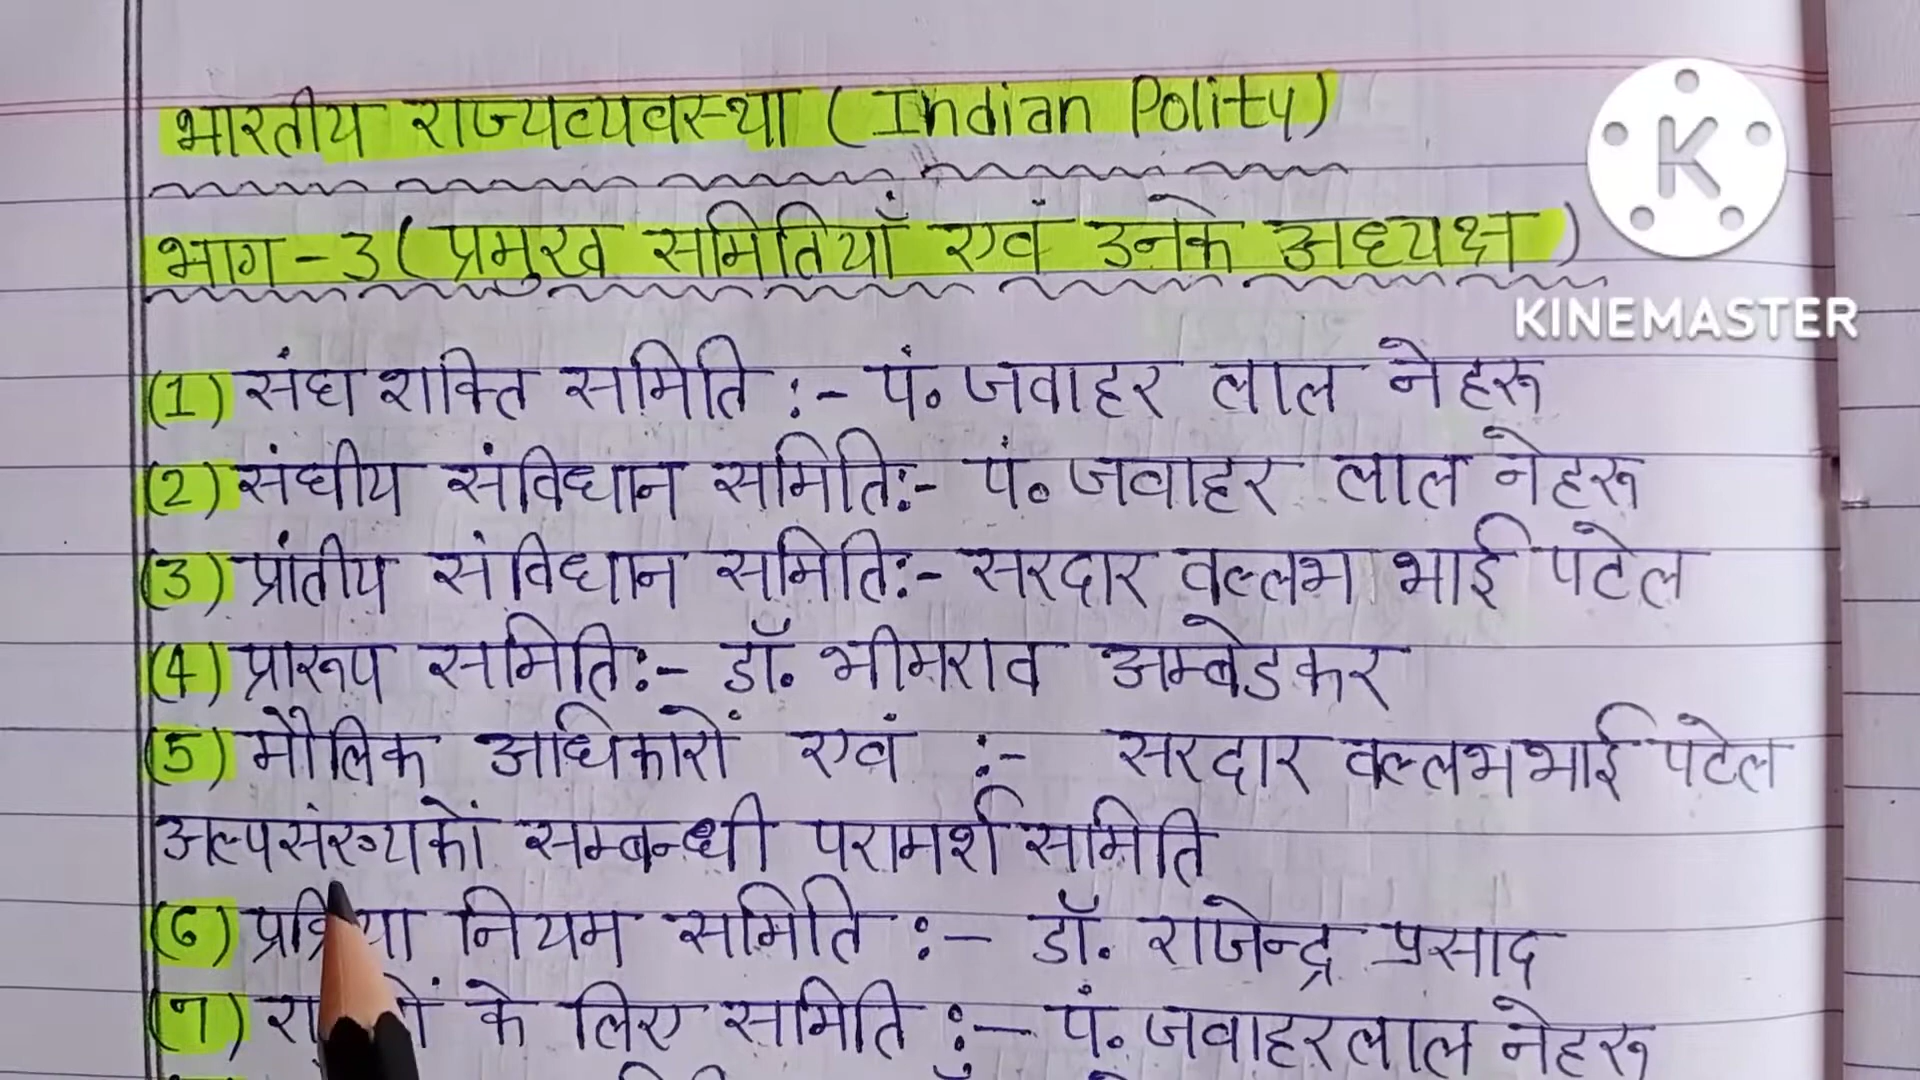 भारतीय राज्यव्यवस्था (Indian Polity)
भाग-3 (प्रमुख समितियाँ एवं उनके अध्यक्ष)
KINEMASTER
(1) संघ शक्ति समिति :- पं. जवाहर लाल नेहरू
(2) संघीय संविधान समिति:- पं. जवाहर लाल नेहरू
(3) प्रांतीय संविधान समिति:- सरदार वल्लभ भाई पटेल
(4) प्रारूप समिति:- डॉ. भीमराव अम्बेडकर
(5) मौलिक अधिकारों एवं :- सरदार वल्लभभाई पटेल
अल्पसंख्यकों सम्बन्धी परामर्श समिति
(6) प्रक्रिया नियम समिति :- डॉ. राजेन्द्र प्रसाद
(7) के लिए समिति :- पं. जवाहरलाल नेहरू